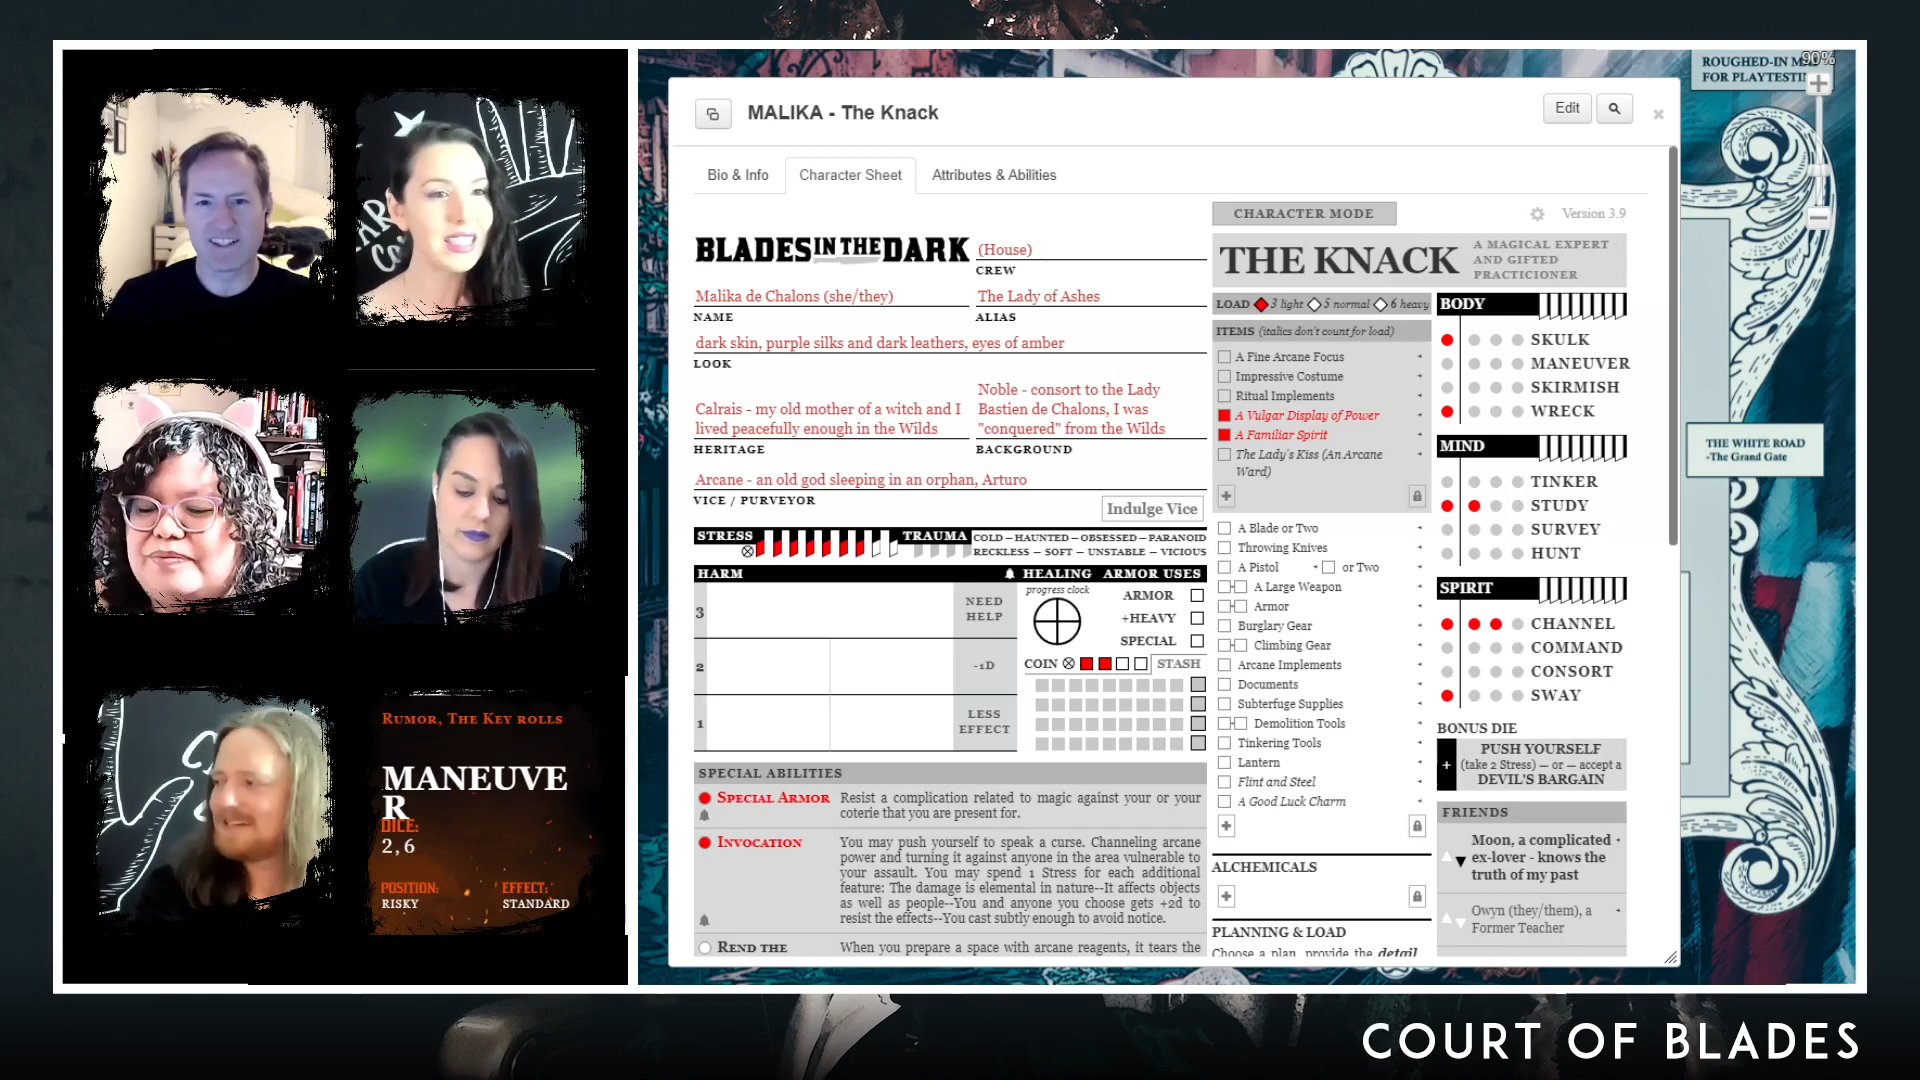 ROUGHED-IN
FOR PLAYTESTIN
90%
MALIKA - The Knack
Edit
Bio & Info
Character Sheet
Attributes & Abilities
CHARACTER MODE
Version 3.9
BLADES IN THE DARK
(House)
CREW
THE KNACK
A MAGICAL EXPERT
AND GIFTED
PRACTICIONER
Malika de Chalons (she/they)
The Lady of Ashes
NAME
ALIAS
dark skin, purple silks and dark leathers, eyes of amber
LOOK
Calrais - my old mother of a witch and I
lived peacefully enough in the Wilds
HERITAGE
Noble - consort to the Lady
Bastien de Chalons, I was
"conquered" from the Wilds
BACKGROUND
Arcane - an old god sleeping in an orphan, Arturo
VICE / PURVEYOR
Indulge Vice
STRESS
TRAUMA
COLD – HAUNTED – OBSESSED – PARANOID
RECKLESS – SOFT – UNSTABLE – VICIOUS
HARM
HEALING
ARMOR USES
progress clock
3
NEED
HELP
ARMOR
+HEAVY
SPECIAL
2
-1D
COIN
STASH
1
LESS
EFFECT
SPECIAL ABILITIES
SPECIAL ARMOR
Resist a complication related to magic against your or your
coterie that you are present for.
INVOCATION
You may push yourself to speak a curse. Channeling arcane
power and turning it against anyone in the area vulnerable to
your assault. You may spend 1 Stress for each additional
feature: The damage is elemental in nature--It affects objects
as well as people--You and anyone you choose gets +2d to
resist the effects--You cast subtly enough to avoid notice.
REND THE
When you prepare a space with arcane reagents, it tears the
LOAD 3 light 5 normal 6 heavy
ITEMS (italics don't count for load)
A Fine Arcane Focus
Impressive Costume
Ritual Implements
A Vulgar Display of Power
A Familiar Spirit
The Lady's Kiss (An Arcane
Ward)
+
A Blade or Two
Throwing Knives
A Pistol or Two
A Large Weapon
Armor
Burglary Gear
Climbing Gear
Arcane Implements
Documents
Subterfuge Supplies
Demolition Tools
Tinkering Tools
Lantern
Flint and Steel
A Good Luck Charm
+
ALCHEMICALS
+
PLANNING & LOAD
Choose a plan, provide the detail
BODY
SKULK
MANEUVER
SKIRMISH
WRECK
MIND
TINKER
STUDY
SURVEY
HUNT
SPIRIT
CHANNEL
COMMAND
CONSORT
SWAY
BONUS DIE
+
PUSH YOURSELF
(take 2 Stress) – or – accept a
DEVIL'S BARGAIN
FRIENDS
Moon, a complicated
ex-lover - knows the
truth of my past
Owyn (they/them), a
Former Teacher
THE WHITE ROAD
-The Grand Gate
RUMOR, THE KEY ROLLS
MANEUVE
R
DICE:
2, 6
POSITION:
RISKY
EFFECT:
STANDARD
COURT OF BLADES